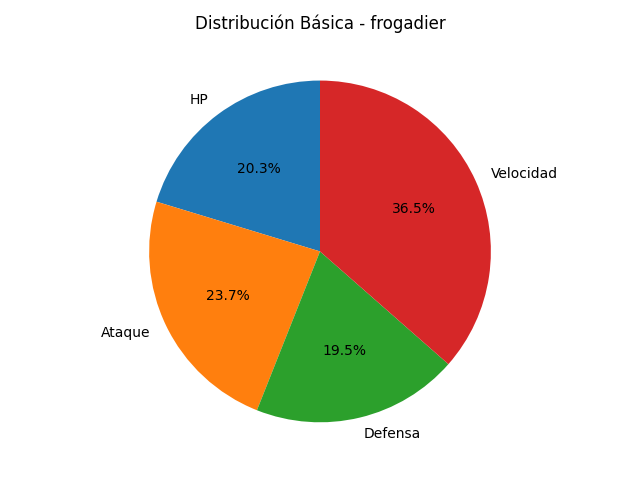 Distribución Básica - frogadier
HP
20.3%
Velocidad
36.5%
Ataque
23.7%
19.5%
Defensa